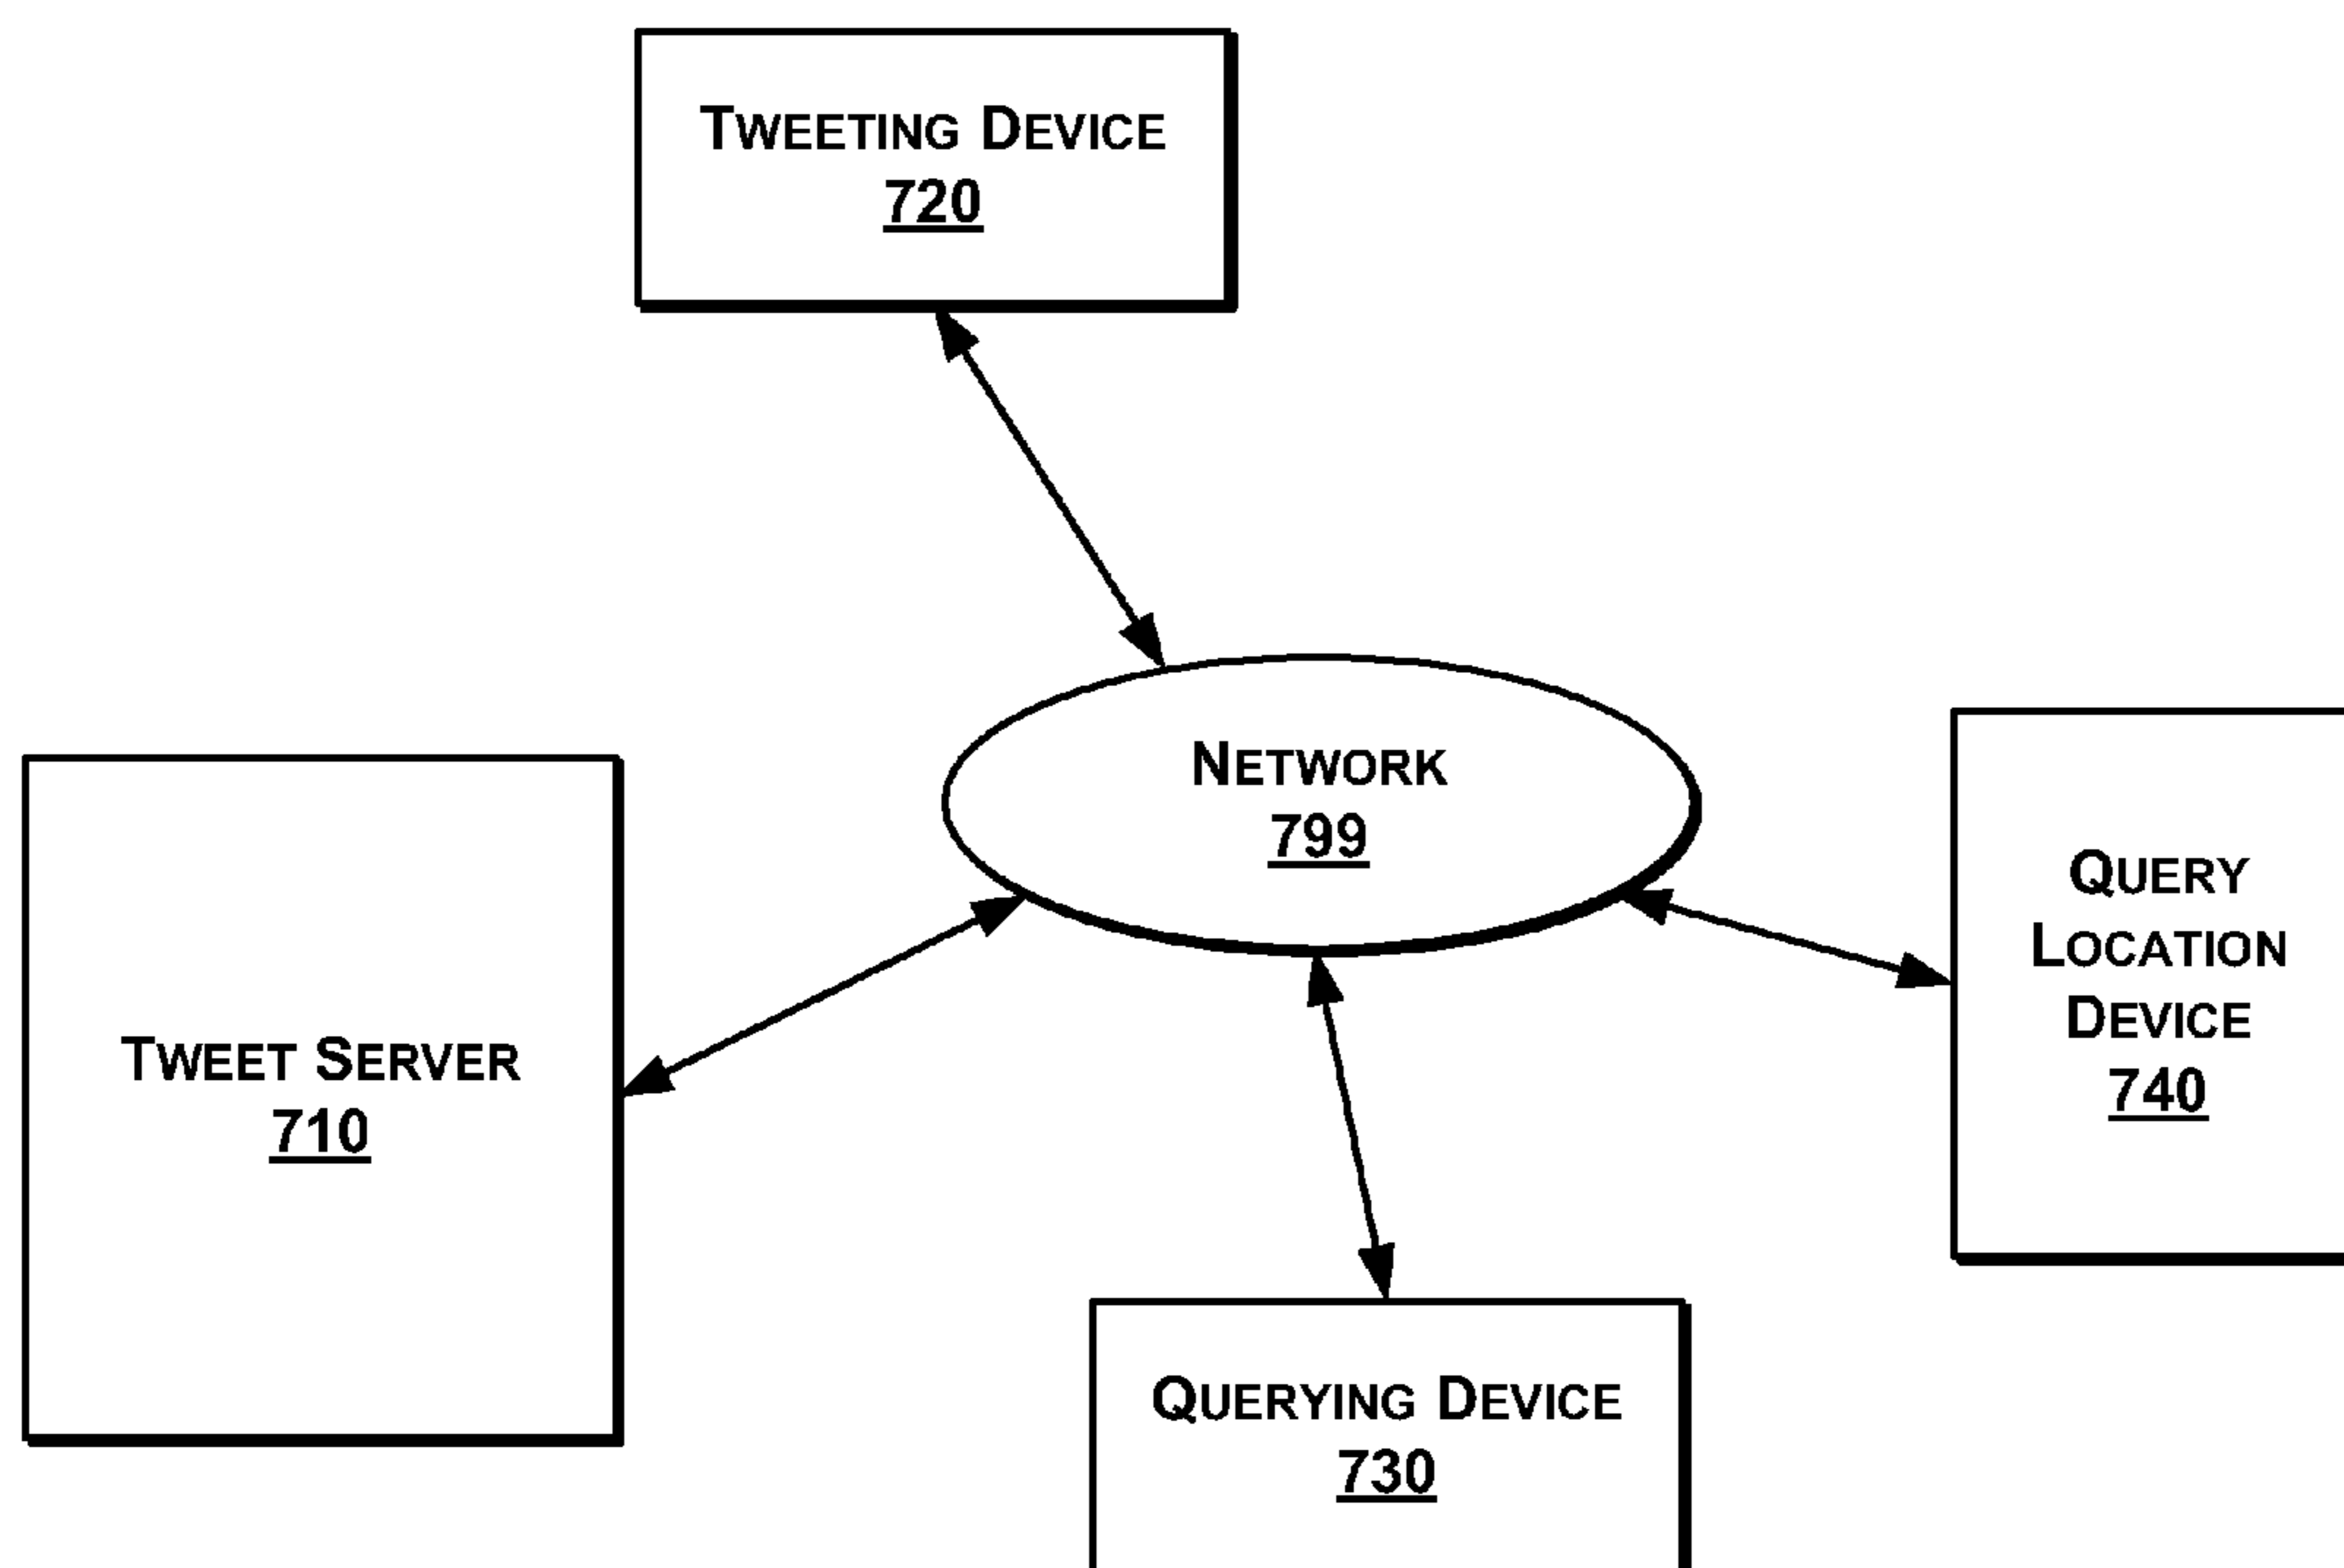 TWEETING DEVICE
720
NETWORK
799
TWEET SERVER
710
QUERY
LOCATION
DEVICE
740
QUERYING DEVICE
730